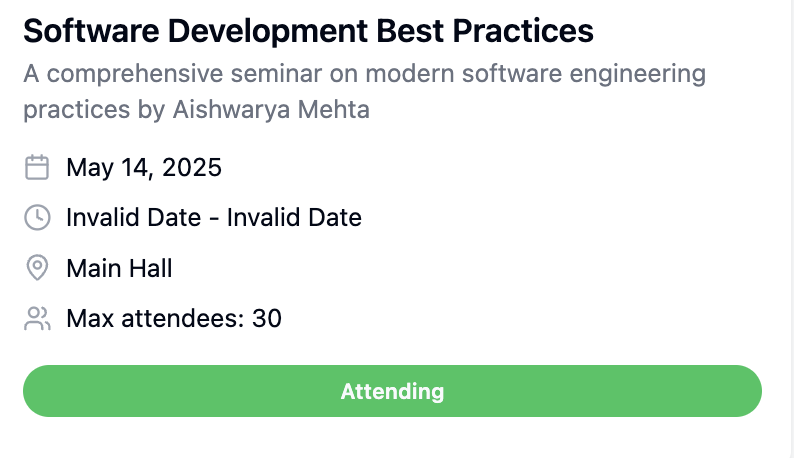 Software Development Best Practices
A comprehensive seminar on modern software engineering
practices by Aishwarya Mehta
May 14, 2025
Invalid Date - Invalid Date
Main Hall
Max attendees: 30
Attending